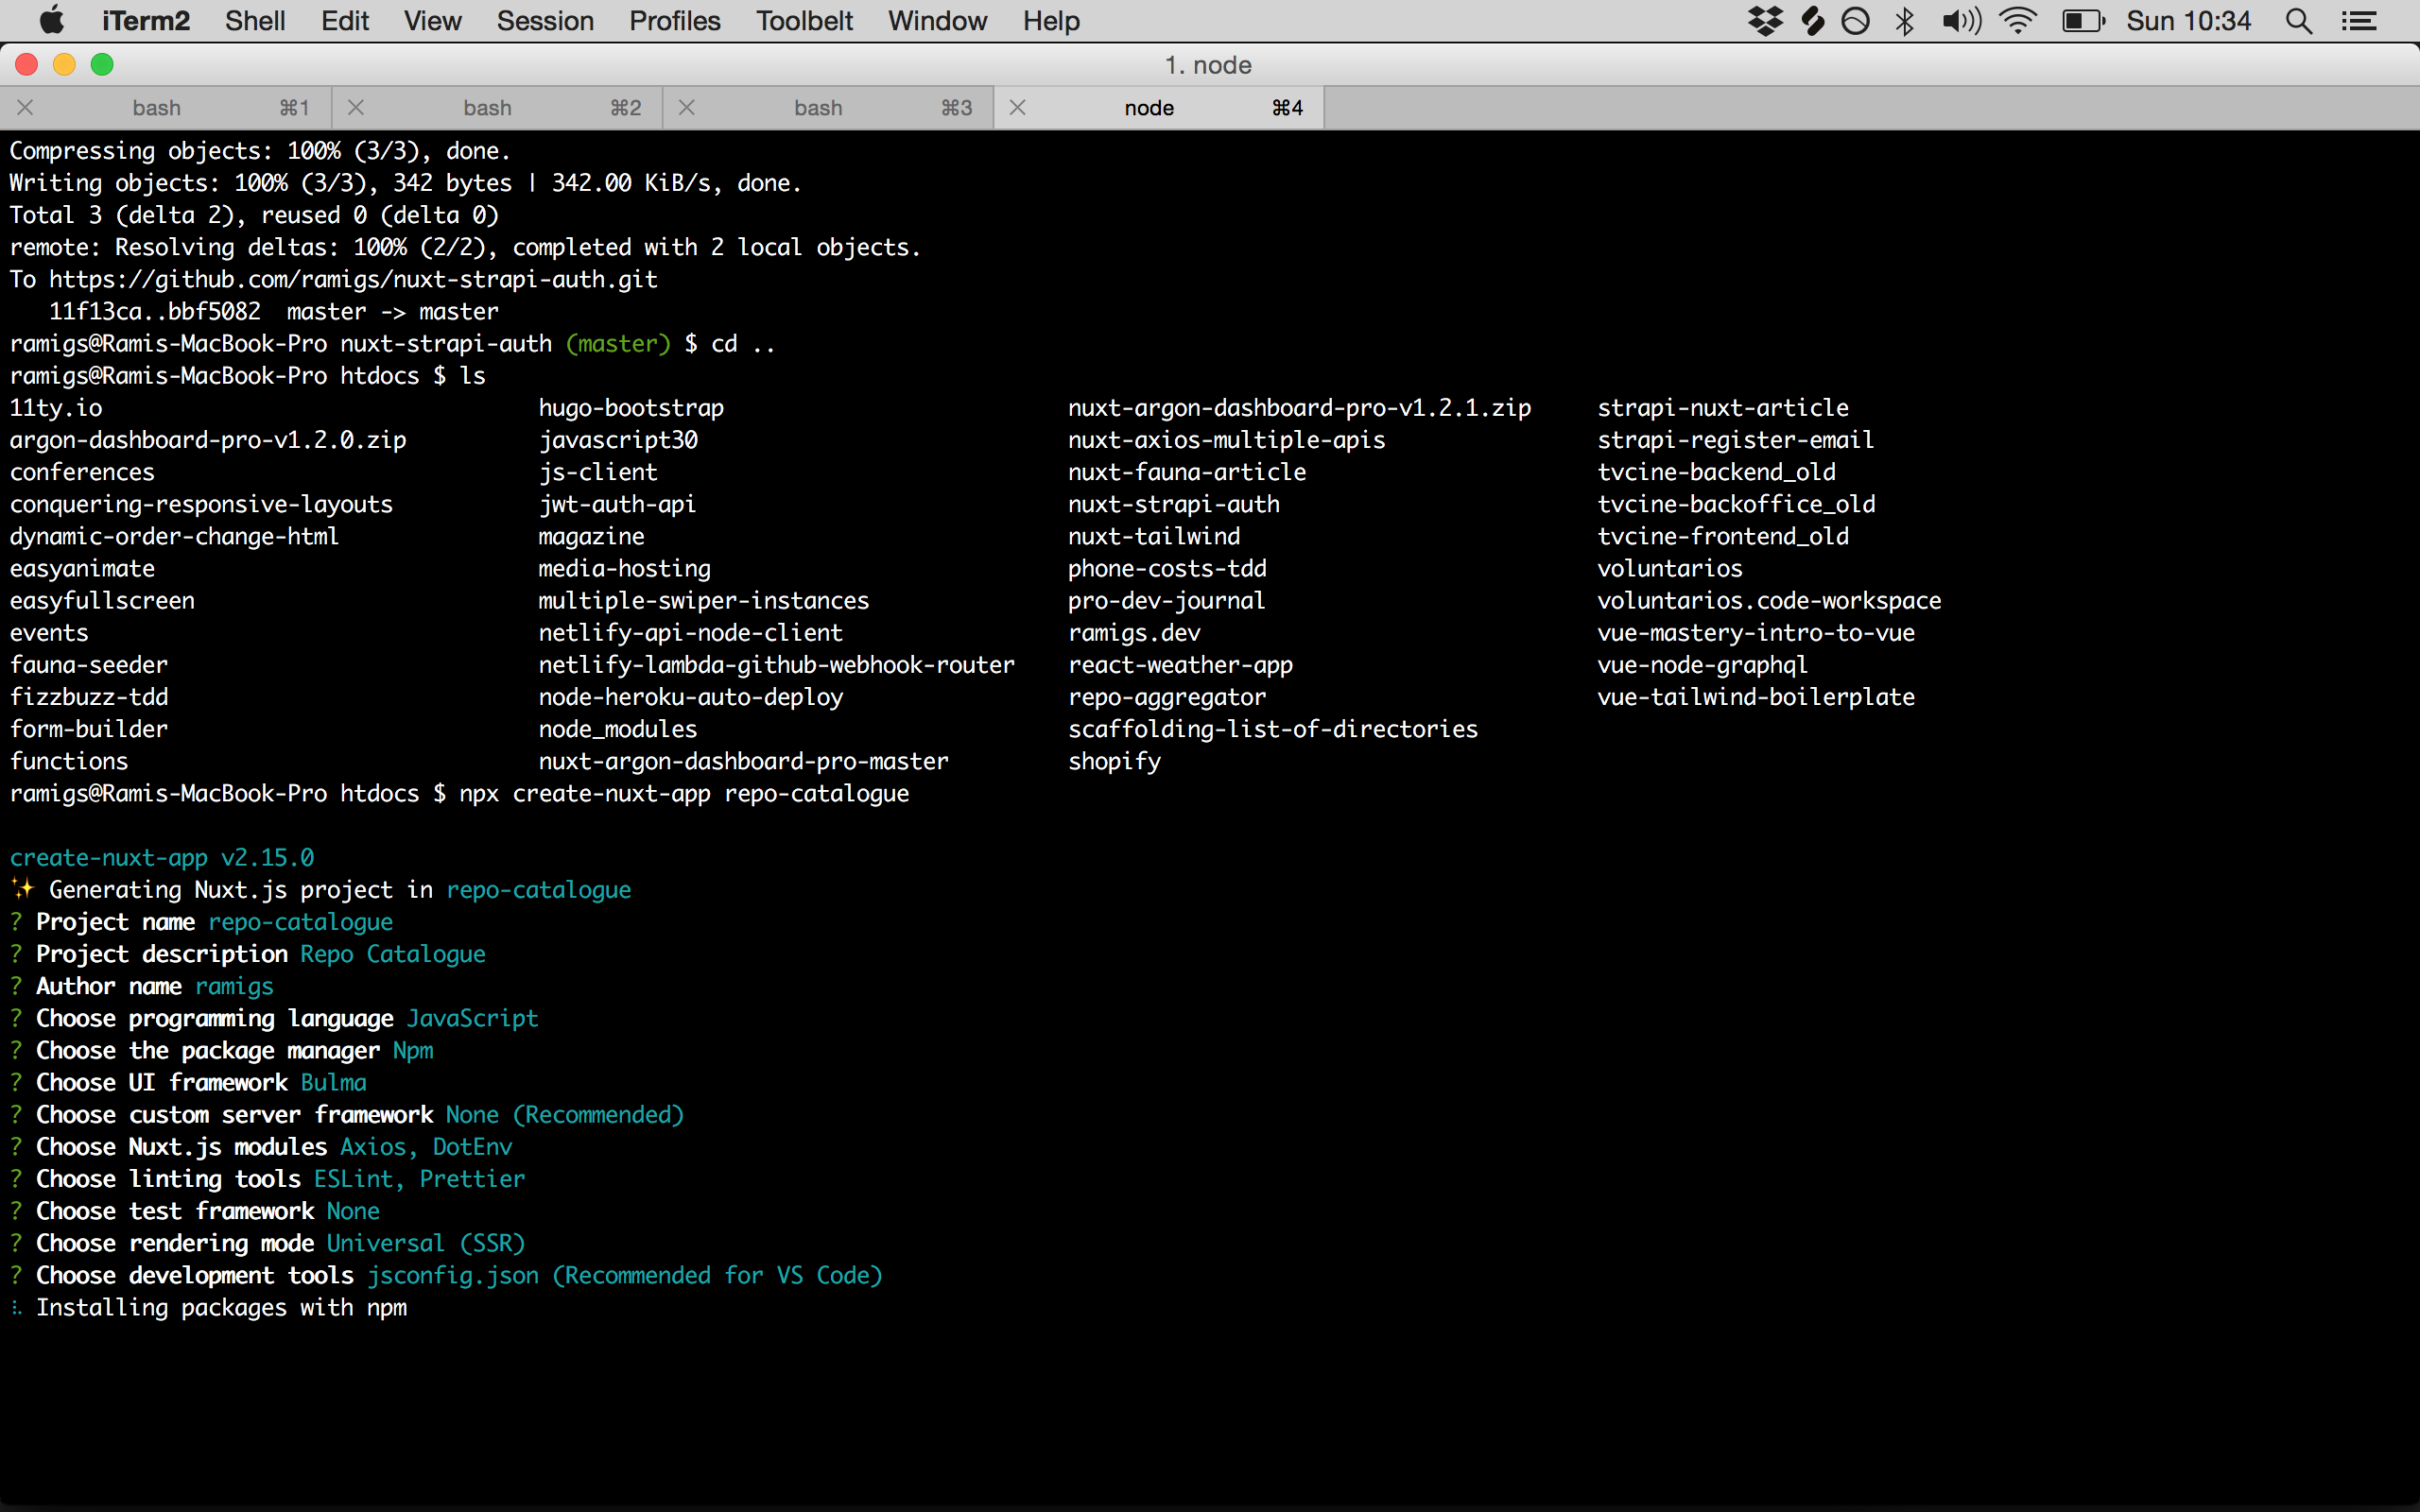 iTerm2 Shell Edit View Session Profiles Toolbelt Window Help Sun 10:34
1. node
bash ⌘1 bash ⌘2 bash ⌘3 node ⌘4
Compressing objects: 100% (3/3), done.
Writing objects: 100% (3/3), 342 bytes | 342.00 KiB/s, done.
Total 3 (delta 2), reused 0 (delta 0)
remote: Resolving deltas: 100% (2/2), completed with 2 local objects.
To https://github.com/ramigs/nuxt-strapi-auth.git
11f13ca..bbf5082 master -> master
ramigs@Ramis-MacBook-Pro nuxt-strapi-auth (master) $ cd ..
ramigs@Ramis-MacBook-Pro htdocs $ ls
11ty.io hugo-bootstrap nuxt-argon-dashboard-pro-v1.2.1.zip strapi-nuxt-article
argon-dashboard-pro-v1.2.0.zip javascript30 nuxt-axios-multiple-apis strapi-register-email
conferences js-client nuxt-fauna-article tvcine-backend_old
conquering-responsive-layouts jwt-auth-api nuxt-strapi-auth tvcine-backoffice_old
dynamic-order-change-html magazine nuxt-tailwind tvcine-frontend_old
easyanimate media-hosting phone-costs-tdd voluntarios
easyfullscreen multiple-swiper-instances pro-dev-journal voluntarios.code-workspace
events netlify-api-node-client ramigs.dev vue-mastery-intro-to-vue
fauna-seeder netlify-lambda-github-webhook-router react-weather-app vue-node-graphql
fizzbuzz-tdd node-heroku-auto-deploy repo-aggregator vue-tailwind-boilerplate
form-builder node_modules scaffolding-list-of-directories
functions nuxt-argon-dashboard-pro-master shopify
ramigs@Ramis-MacBook-Pro htdocs $ npx create-nuxt-app repo-catalogue
create-nuxt-app v2.15.0
✨ Generating Nuxt.js project in repo-catalogue
? Project name repo-catalogue
? Project description Repo Catalogue
? Author name ramigs
? Choose programming language JavaScript
? Choose the package manager Npm
? Choose UI framework Bulma
? Choose custom server framework None (Recommended)
? Choose Nuxt.js modules Axios, DotEnv
? Choose linting tools ESLint, Prettier
? Choose test framework None
? Choose rendering mode Universal (SSR)
? Choose development tools jsconfig.json (Recommended for VS Code)
Installing packages with npm